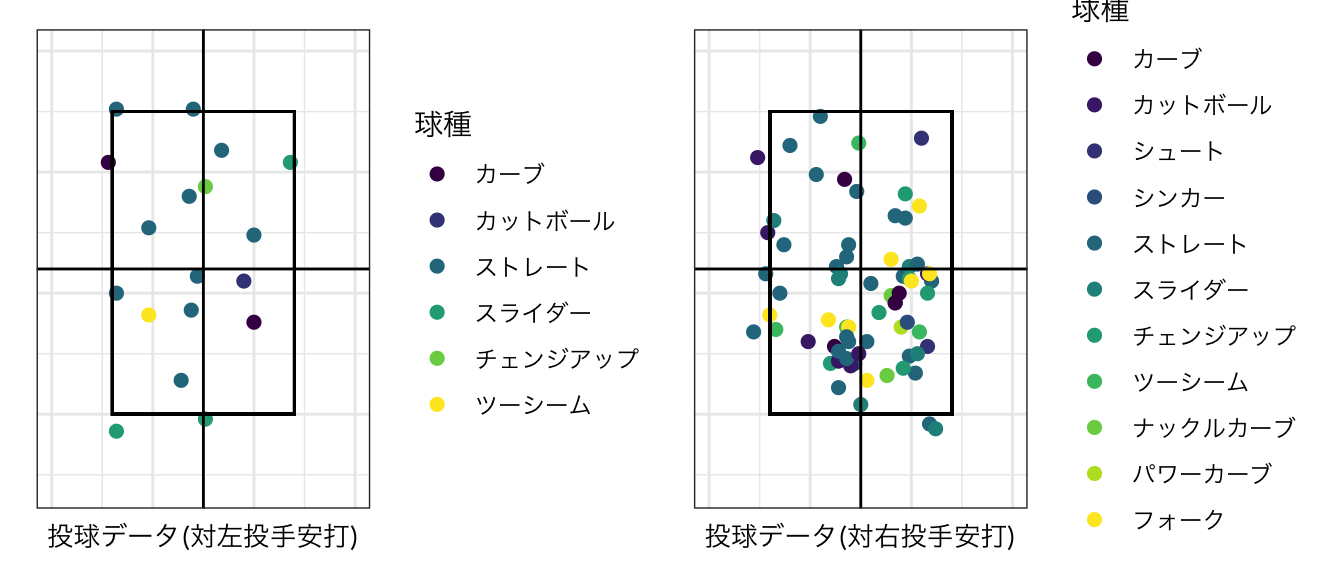 球種
カーブ
カットボール
ストレート
スライダー
チェンジアップ
ツーシーム
投球データ(対左投手安打)
球種
カーブ
カットボール
シュート
シンカー
ストレート
スライダー
チェンジアップ
ツーシーム
ナックルカーブ
パワーカーブ
フォーク
投球データ(対右投手安打)